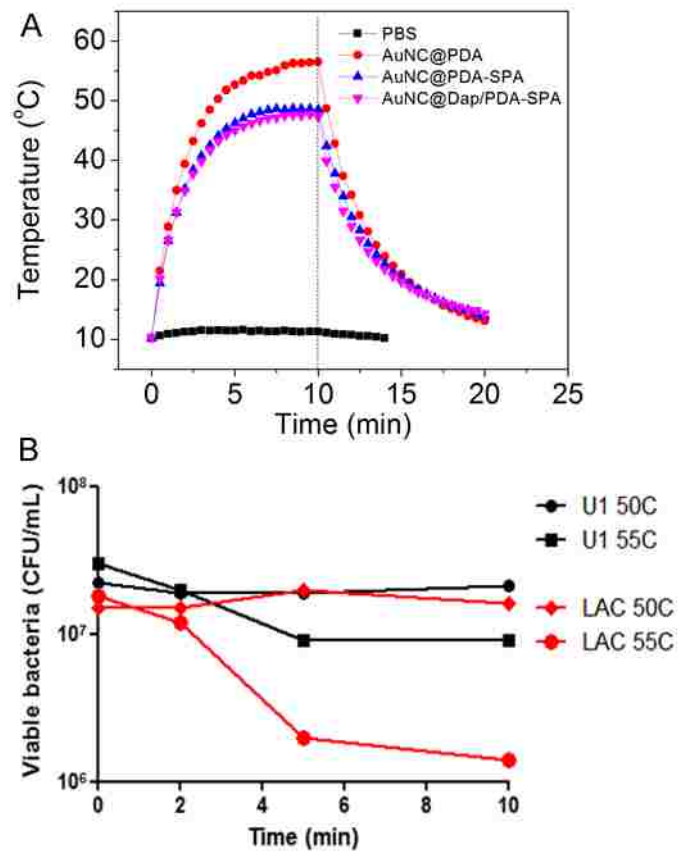 A
PBS
AuNC@PDA
AuNC@PDA-SPA
AuNC@Dap/PDA-SPA
Temperature (°C)
60
50
40
30
20
10
0 5 10 15 20 25
Time (min)
B
Viable bacteria (CFU/mL)
10⁸
10⁷
10⁶
U1 50C
U1 55C
LAC 50C
LAC 55C
0 2 4 6 8 10
Time (min)